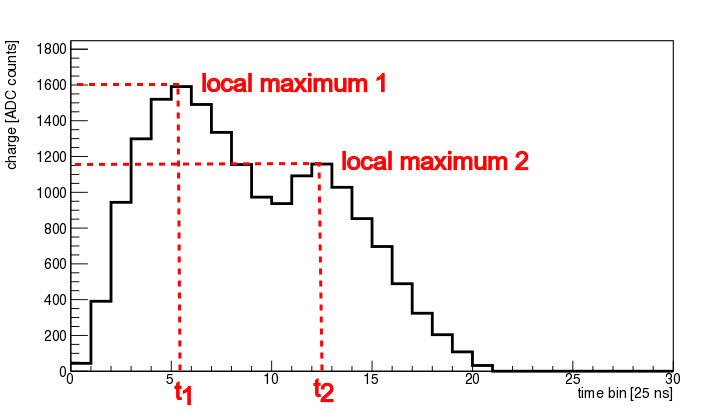 charge [ADC counts]
1800
1600
1400
1200
1000
800
600
400
200
0
local maximum 1
local maximum 2
0 5 10 15 20 25 30
t1 t2
time bin [25 ns]